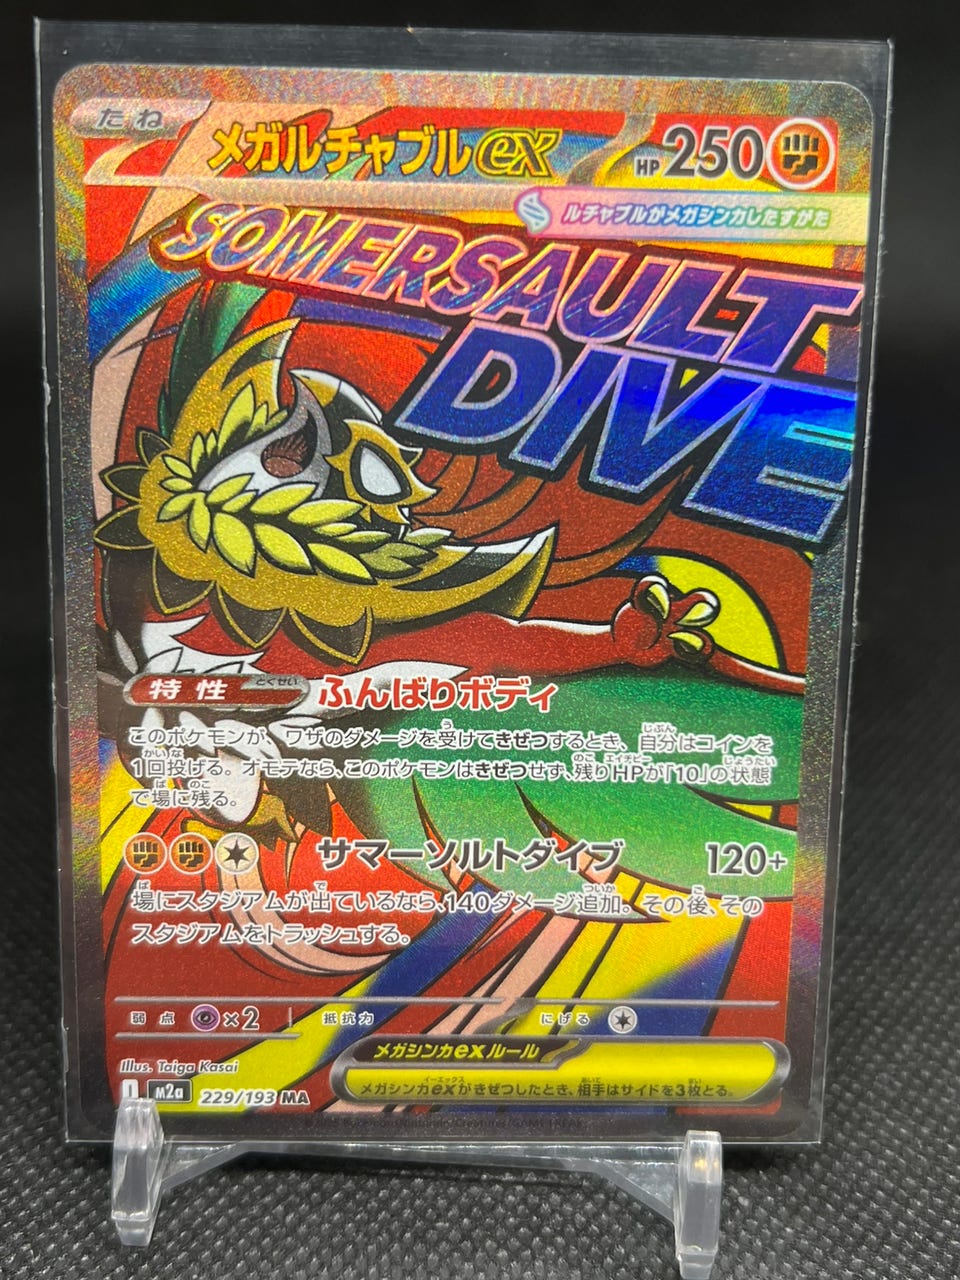 たね
メガルチャブルex
HP250
ルチャブルがメガシンカしたすがた
SOMERSAULT
DIVE
特性 とくせい ふんばりボディ
このポケモンが、ワザのダメージを受けてきぜつするとき、自分はコインを
1回投げる。オモテなら、このポケモンはきぜつせず、残りHPが「10」の状態
で場に残る。
サマーソルトダイブ 120+
場にスタジアムが出ているなら、140ダメージ追加。その後、その
スタジアムをトラッシュする。
弱点 ×2 抵抗力 にげる
メガシンカexルール
メガシンカexがきぜつしたとき、相手はサイドを3枚とる。
Illus. Taiga Kasai
I m2a 229/193 MA